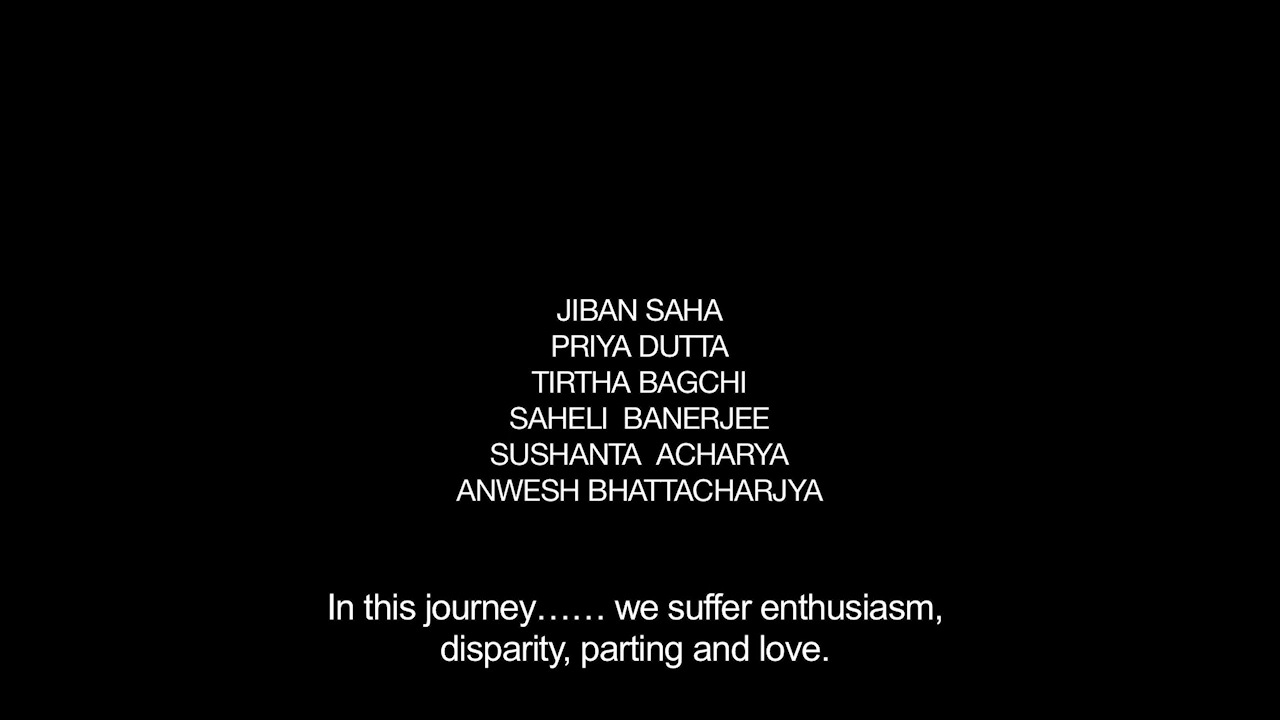 JIBAN SAHA
PRIYA DUTTA
TIRTHA BAGCHI
SAHELI  BANERJEE
SUSHANTA  ACHARYA
ANWESH BHATTACHARJYA
In this journey…… we suffer enthusiasm,
disparity, parting and love.